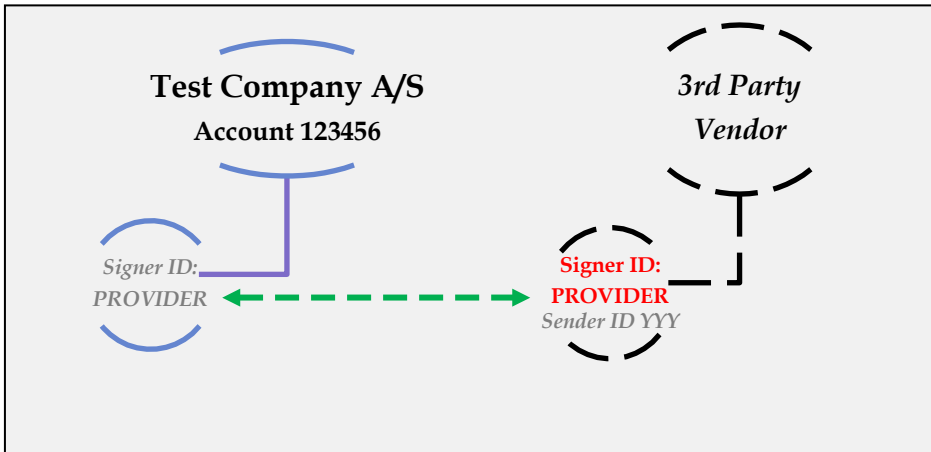 Test Company A/S
Account 123456
3rd Party
Vendor
Signer ID:
PROVIDER
Signer ID:
PROVIDER
Sender ID YYY